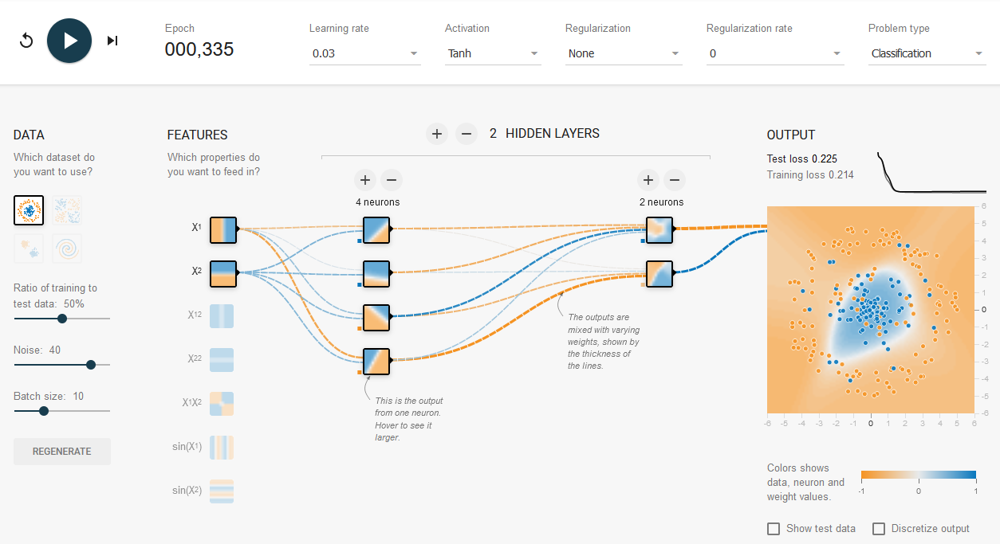 Epoch
000,335
Learning rate
0.03
Activation
Tanh
Regularization
None
Regularization rate
0
Problem type
Classification
DATA
Which dataset do
you want to use?
Ratio of training to
test data: 50%
Noise: 40
Batch size: 10
REGENERATE
FEATURES
Which properties do
you want to feed in?
X1
X2
X12
X22
X1X2
sin(X1)
sin(X2)
2 HIDDEN LAYERS
4 neurons
2 neurons
This is the output
from one neuron.
Hover to see it
larger.
The outputs are
mixed with varying
weights, shown by
the thickness of
the lines.
OUTPUT
Test loss 0.225
Training loss 0.214
6
5
4
3
2
1
0
-1
-2
-3
-4
-5
-6
-6 -5 -4 -3 -2 -1 0 1 2 3 4 5 6
Colors shows
data, neuron and
weight values.
-1 0 1
Show test data
Discretize output